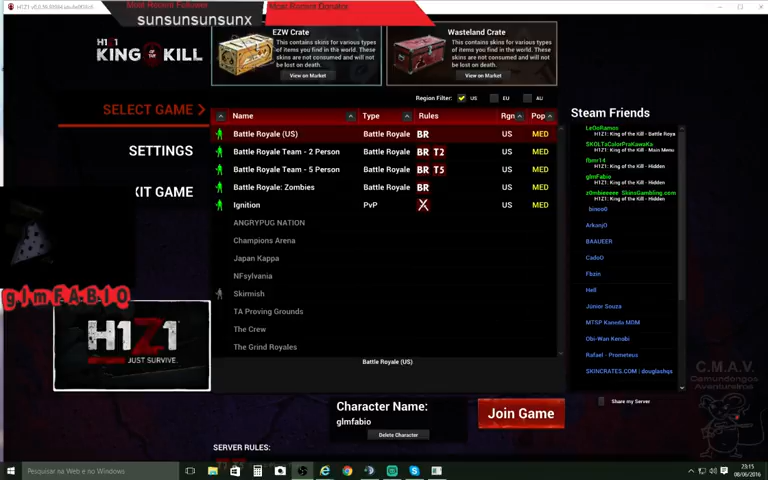 Most Recent Follower
sunsunsunsunx
Most Recent Donator
H1Z1
KING OF THE KILL
EZW Crate
This contains skins for various types
of items you find in the world. These
skins are not consumed and will not
be lost on death.
View on Market
Wasteland Crate
This contains skins for various types
of items you find in the world. These
skins are not consumed and will not
be lost on death.
View on Market
Region Filter: US EU AU
SELECT GAME
SETTINGS
XIT GAME
Name Type Rules Rgn Pop
Battle Royale (US) Battle Royale BR US MED
Battle Royale Team - 2 Person Battle Royale BR T2 US MED
Battle Royale Team - 5 Person Battle Royale BR T5 US MED
Battle Royale: Zombies Battle Royale BR US MED
Ignition PvP X US MED
ANGRYPUG NATION
Champions Arena
Japan Kappa
NFsylvania
Skirmish
TA Proving Grounds
The Crew
The Grind Royales
Battle Royale (US)
Steam Friends
LeOoRamos
H1Z1: King of the Kill - Battle Roya
SKOLTaCalorPraKawaKa
H1Z1: King of the Kill - Main Menu
fbmr14
H1Z1: King of the Kill - Hidden
glmFabio
H1Z1: King of the Kill - Hidden
z0mbieeeee SkinsGambling.com
H1Z1: King of the Kill - Hidden
binsoO
ArkanjO
BAAUEER
CadoO
Fbzin
Hell
Júnior Souza
MTSP Kaneda MDM
Obi-Wan Kenabi
Rafael - Prometeus
SKINCRATES.COM | douglashqs
Share my Server
glmFABIO
H1Z1
JUST SURVIVE
Character Name:
glmfabio
Delete Character
Join Game
SERVER RULES:
C.M.A.V.
Camundongos
Aventureiros
Pesquisar na Web e no Windows
23:15
08/06/2016